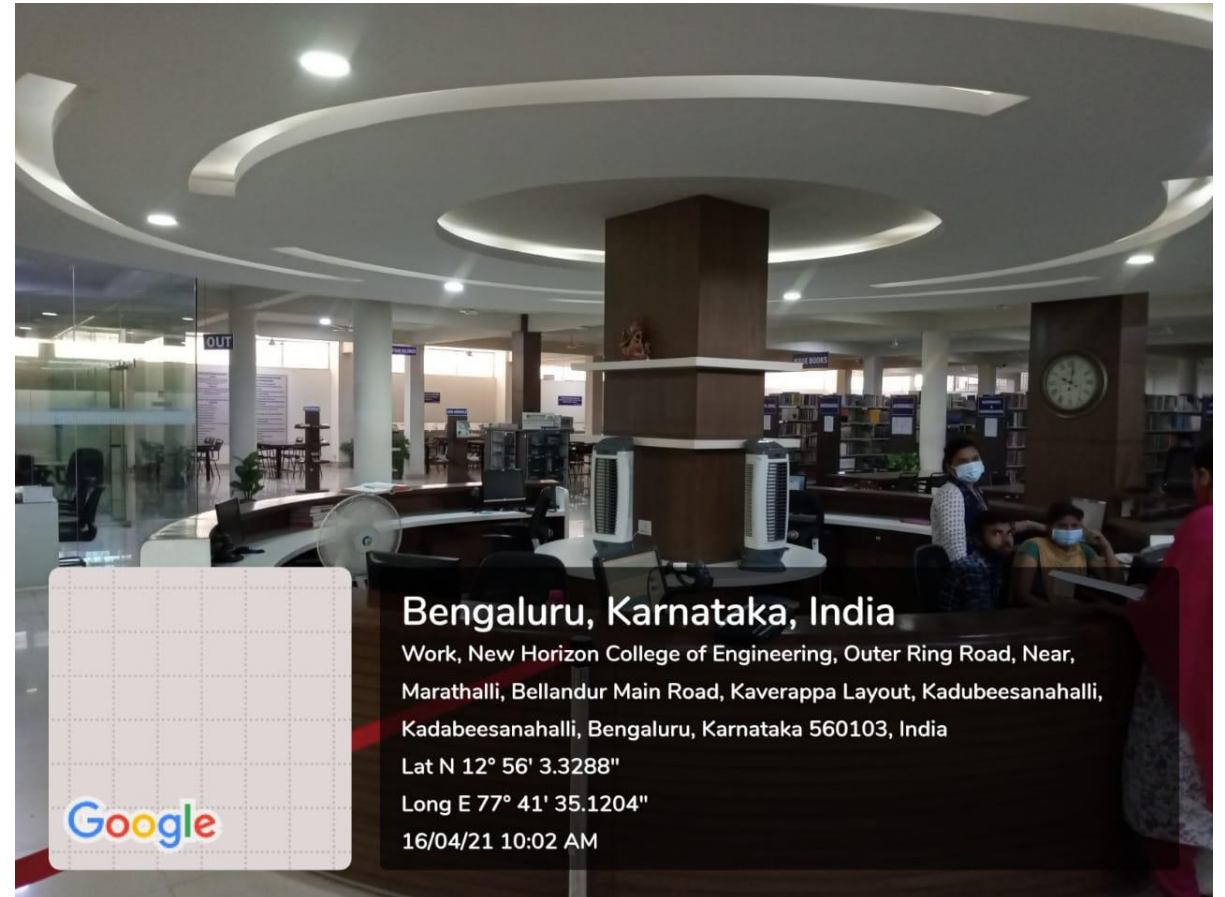 OUT
Bengaluru, Karnataka, India
Work, New Horizon College of Engineering, Outer Ring Road, Near,
Marathalli, Bellandur Main Road, Kaverappa Layout, Kadubeesanahalli,
Kadabeesanahalli, Bengaluru, Karnataka 560103, India
Lat N 12° 56' 3.3288"
Long E 77° 41' 35.1204"
16/04/21 10:02 AM
Google